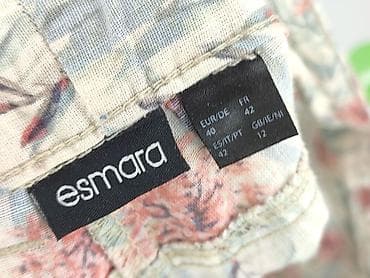 esmara
EUR/DE FR
40 42
ES/IT/PT GB/IE/NI
42 12